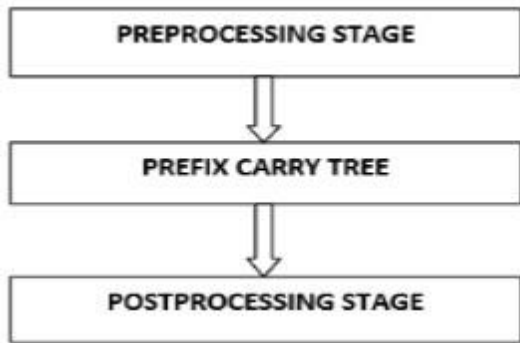 PREPROCESSING STAGE
PREFIX CARRY TREE
POSTPROCESSING STAGE